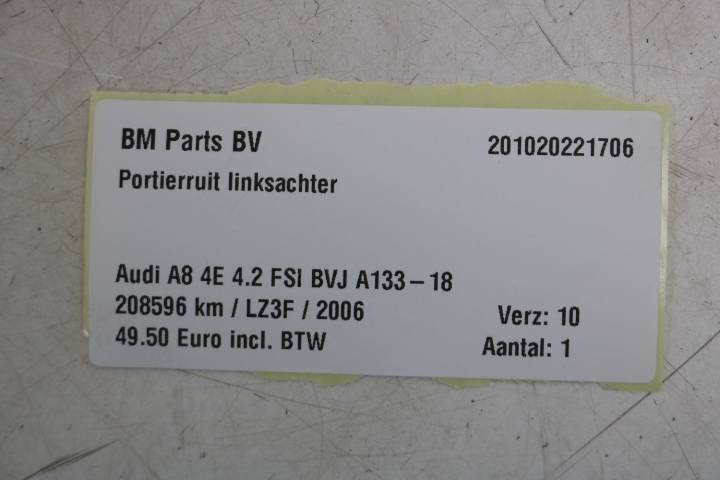 BM Parts BV 201020221706
Portierruit linksachter
Audi A8 4E 4.2 FSI BVJ A133-18
208596 km / LZ3F / 2006 Verz: 10
49.50 Euro incl. BTW Aantal: 1